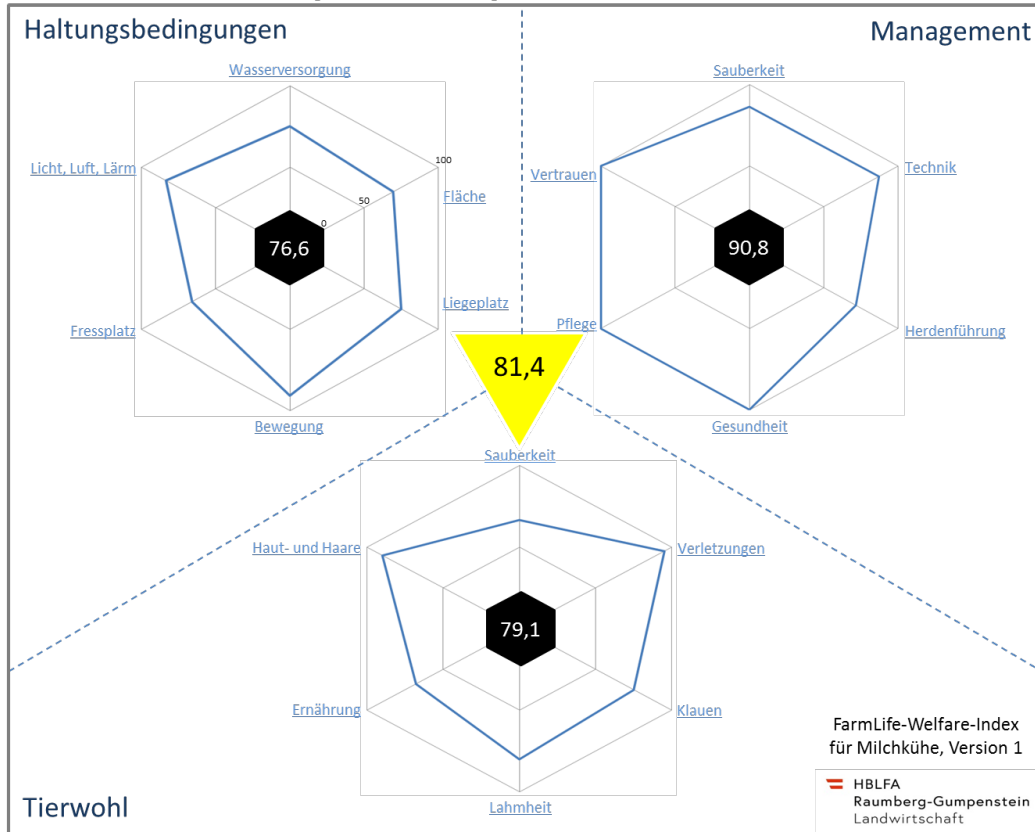 Haltungsbedingungen
Wasserversorgung
100
Licht, Luft, Lärm
Fläche
50
0
76,6
Liegeplatz
Fressplatz
Bewegung
Management
Sauberkeit
Technik
Vertrauen
90,8
Pflege
Herdenführung
Gesundheit
81,4
Sauberkeit
Haut- und Haare
Verletzungen
79,1
Ernährung
Klauen
Lahmheit
Tierwohl
FarmLife-Welfare-Index
für Milchkühe, Version 1
HBLFA
Raumberg-Gumpenstein
Landwirtschaft